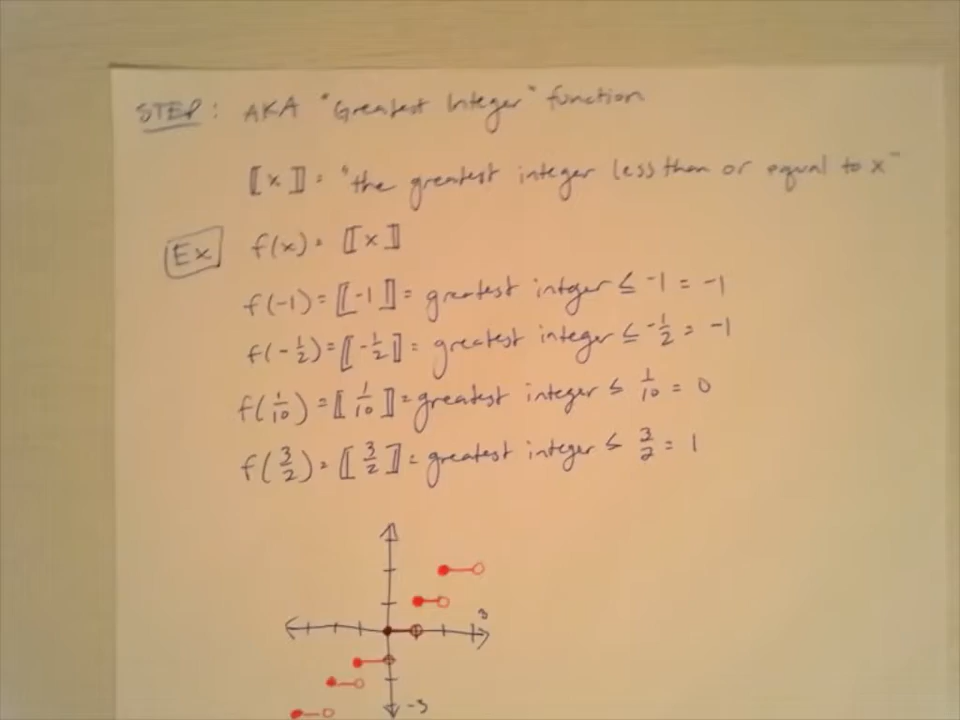 STEP: AKA "Greatest Integer" function
⟦x⟧ = "the greatest integer less than or equal to x"
Ex f(x) = ⟦x⟧
f(-1) = ⟦-1⟧ = greatest integer ≤ -1 = -1
f(-1/2) = ⟦-1/2⟧ = greatest integer ≤ -1/2 = -1
f(1/10) = ⟦1/10⟧ = greatest integer ≤ 1/10 = 0
f(3/2) = ⟦3/2⟧ = greatest integer ≤ 3/2 = 1
3
-3